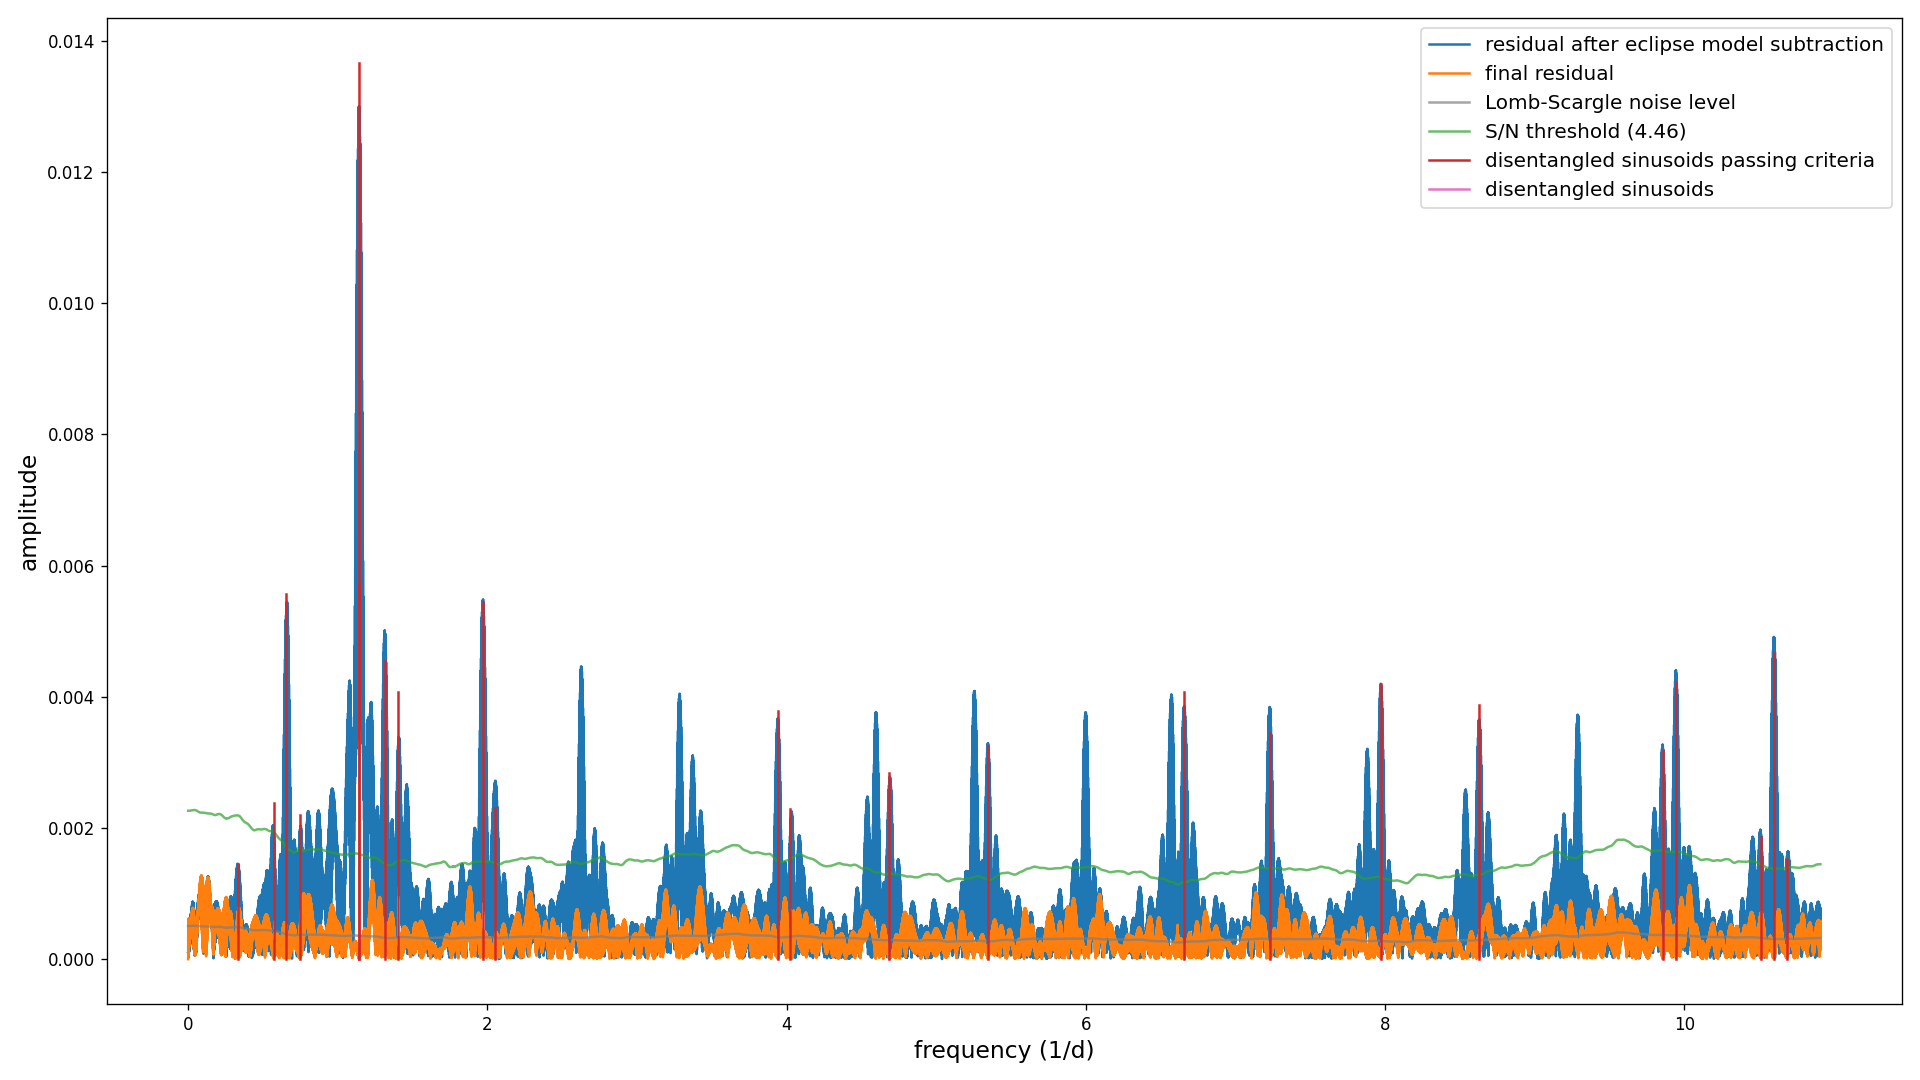 0.014
0.012
0.010
0.008
0.006
0.004
0.002
0.000
amplitude
residual after eclipse model subtraction
final residual
Lomb-Scargle noise level
S/N threshold (4.46)
disentangled sinusoids passing criteria
disentangled sinusoids
0 2 4 6 8 10
frequency (1/d)